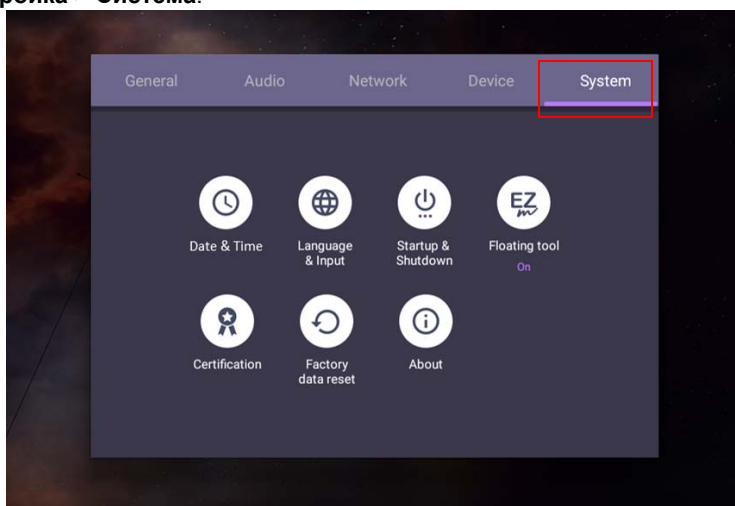 Система.
General Audio Network Device System
Date & Time
Language
& Input
Startup &
Shutdown
EZ
m
Floating tool
On
Certification
Factory
data reset
About